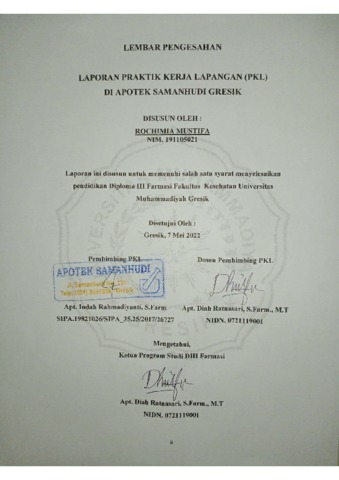 LEMBAR PENGESAHAN
LAPORAN PRAKTIK KERJA LAPANGAN (PKL)
DI APOTEK SAMANHUDI GRESIK
DISUSUN OLEH :
ROCHIMIA MUSTIFA
NIM. 191105021
Laporan ini disusun untuk memenuhi salah satu syarat menyelesaikan
pendidikan Diploma III Farmasi Fakultas Kesehatan Universitas
Muhammadiyah Gresik
Disetujui Oleh :
Gresik, 7 Mei 2022
Pembimbing PKL Dosen Pembimbing PKL
APOTEK SAMANHUDI
Apt. Indah Rahmadiyanti, S.Farm Apt. Diah Ratnasari, S.Farm., M.T
SIPA.19821026/SIPA_35.25/2017/26727 NIDN. 0721119001
Mengetahui,
Ketua Program Studi DIII Farmasi
Apt. Diah Ratnasari, S.Farm., M.T
NIDN. 0721119001